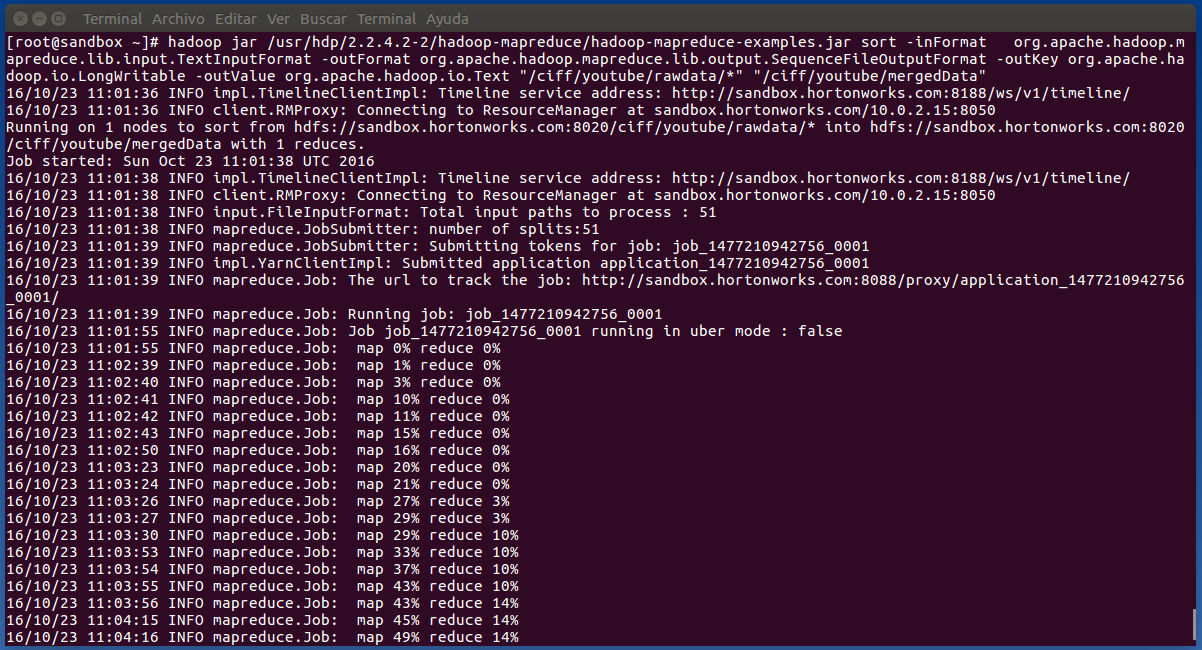 Terminal Archivo Editar Ver Buscar Terminal Ayuda
[root@sandbox ~]# hadoop jar /usr/hdp/2.2.4.2-2/hadoop-mapreduce/hadoop-mapreduce-examples.jar sort -inFormat   org.apache.hadoop.m
apreduce.lib.input.TextInputFormat -outFormat org.apache.hadoop.mapreduce.lib.output.SequenceFileOutputFormat -outKey org.apache.ha
doop.io.LongWritable -outValue org.apache.hadoop.io.Text "/ciff/youtube/rawdata/*" "/ciff/youtube/mergedData"
16/10/23 11:01:36 INFO impl.TimelineClientImpl: Timeline service address: http://sandbox.hortonworks.com:8188/ws/v1/timeline/
16/10/23 11:01:36 INFO client.RMProxy: Connecting to ResourceManager at sandbox.hortonworks.com/10.0.2.15:8050
Running on 1 nodes to sort from hdfs://sandbox.hortonworks.com:8020/ciff/youtube/rawdata/* into hdfs://sandbox.hortonworks.com:8020
/ciff/youtube/mergedData with 1 reduces.
Job started: Sun Oct 23 11:01:38 UTC 2016
16/10/23 11:01:38 INFO impl.TimelineClientImpl: Timeline service address: http://sandbox.hortonworks.com:8188/ws/v1/timeline/
16/10/23 11:01:38 INFO client.RMProxy: Connecting to ResourceManager at sandbox.hortonworks.com/10.0.2.15:8050
16/10/23 11:01:38 INFO input.FileInputFormat: Total input paths to process : 51
16/10/23 11:01:38 INFO mapreduce.JobSubmitter: number of splits:51
16/10/23 11:01:39 INFO mapreduce.JobSubmitter: Submitting tokens for job: job_1477210942756_0001
16/10/23 11:01:39 INFO impl.YarnClientImpl: Submitted application application_1477210942756_0001
16/10/23 11:01:39 INFO mapreduce.Job: The url to track the job: http://sandbox.hortonworks.com:8088/proxy/application_1477210942756
_0001/
16/10/23 11:01:39 INFO mapreduce.Job: Running job: job_1477210942756_0001
16/10/23 11:01:55 INFO mapreduce.Job: Job job_1477210942756_0001 running in uber mode : false
16/10/23 11:01:55 INFO mapreduce.Job:  map 0% reduce 0%
16/10/23 11:02:39 INFO mapreduce.Job:  map 1% reduce 0%
16/10/23 11:02:40 INFO mapreduce.Job:  map 3% reduce 0%
16/10/23 11:02:41 INFO mapreduce.Job:  map 10% reduce 0%
16/10/23 11:02:42 INFO mapreduce.Job:  map 11% reduce 0%
16/10/23 11:02:43 INFO mapreduce.Job:  map 15% reduce 0%
16/10/23 11:02:50 INFO mapreduce.Job:  map 16% reduce 0%
16/10/23 11:03:23 INFO mapreduce.Job:  map 20% reduce 0%
16/10/23 11:03:24 INFO mapreduce.Job:  map 21% reduce 0%
16/10/23 11:03:26 INFO mapreduce.Job:  map 27% reduce 3%
16/10/23 11:03:27 INFO mapreduce.Job:  map 29% reduce 3%
16/10/23 11:03:30 INFO mapreduce.Job:  map 29% reduce 10%
16/10/23 11:03:53 INFO mapreduce.Job:  map 33% reduce 10%
16/10/23 11:03:54 INFO mapreduce.Job:  map 37% reduce 10%
16/10/23 11:03:55 INFO mapreduce.Job:  map 43% reduce 10%
16/10/23 11:03:56 INFO mapreduce.Job:  map 43% reduce 14%
16/10/23 11:04:15 INFO mapreduce.Job:  map 45% reduce 14%
16/10/23 11:04:16 INFO mapreduce.Job:  map 49% reduce 14%